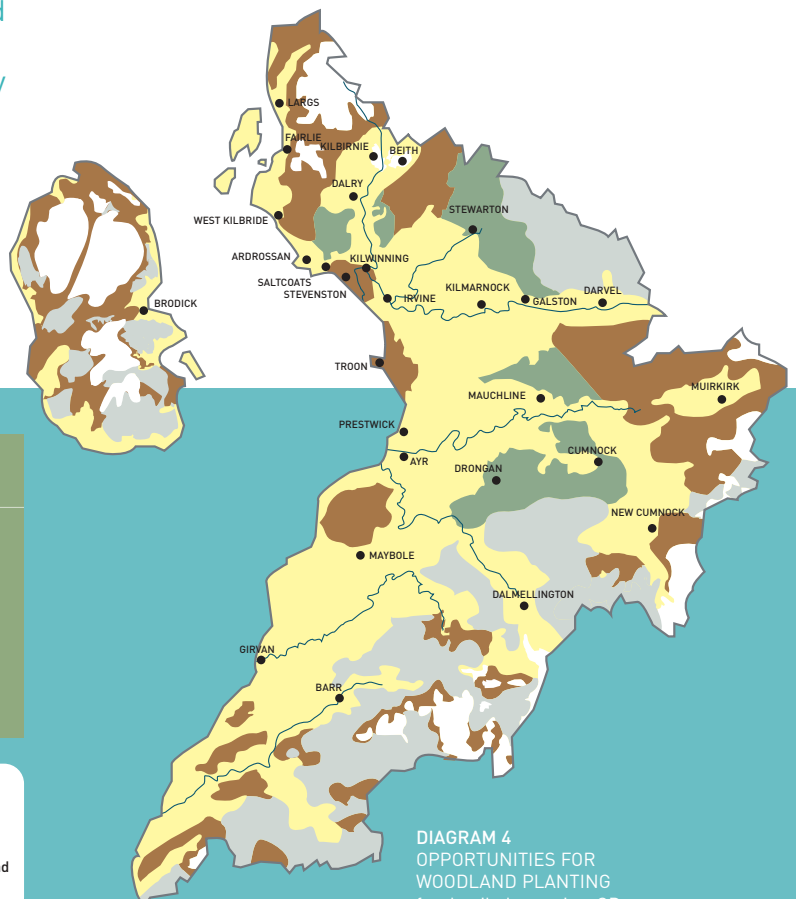 LARGS
FAIRLIE
KILBIRNIE
BEITH
DALRY
STEWARTON
WEST KILBRIDE
ARDROSSAN
KILWINNING
SALTCOATS
STEVENSTON
IRVINE
KILMARNOCK
GALSTON
DARVEL
BRODICK
TROON
MAUCHLINE
MUIRKIRK
PRESTWICK
AYR
DRONGAN
CUMNOCK
NEW CUMNOCK
MAYBOLE
DALMELLINGTON
GIRVAN
BARR
DIAGRAM 4
OPPORTUNITIES FOR
WOODLAND PLANTING